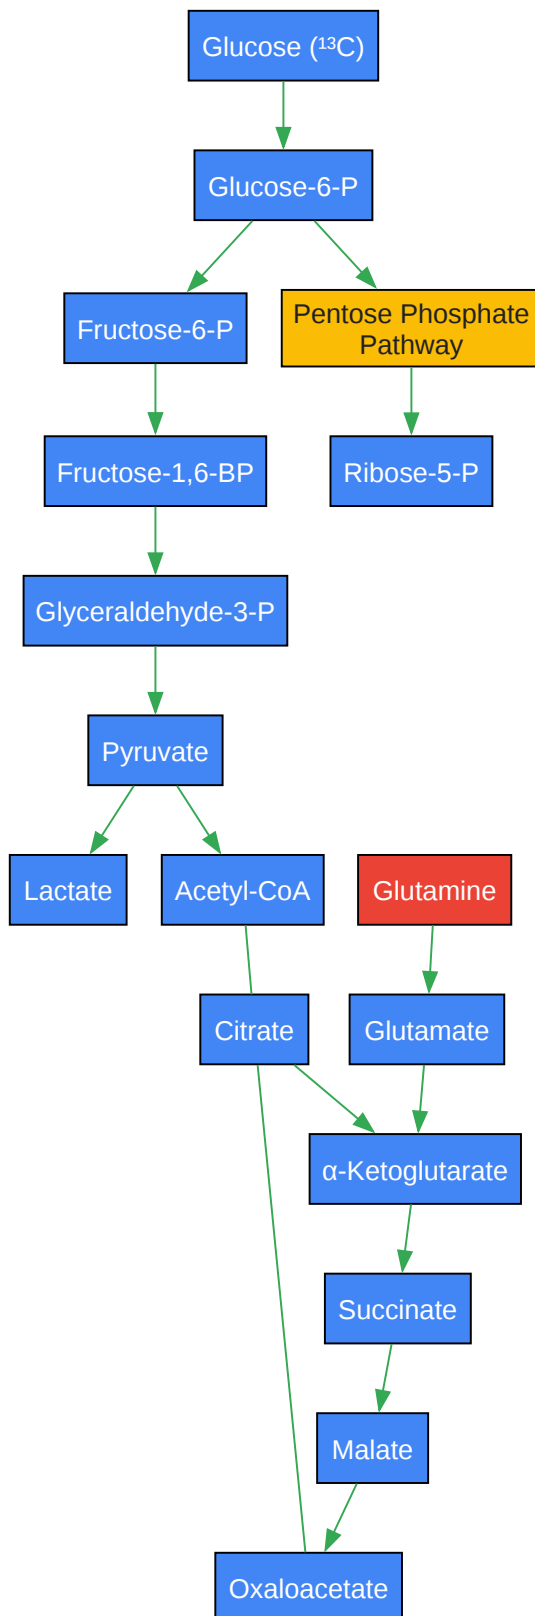 Glucose (¹³C)
Glucose-6-P
Fructose-6-P
Pentose Phosphate
Pathway
Fructose-1,6-BP
Ribose-5-P
Glyceraldehyde-3-P
Pyruvate
Lactate
Acetyl-CoA
Glutamine
Citrate
Glutamate
α-Ketoglutarate
Succinate
Malate
Oxaloacetate